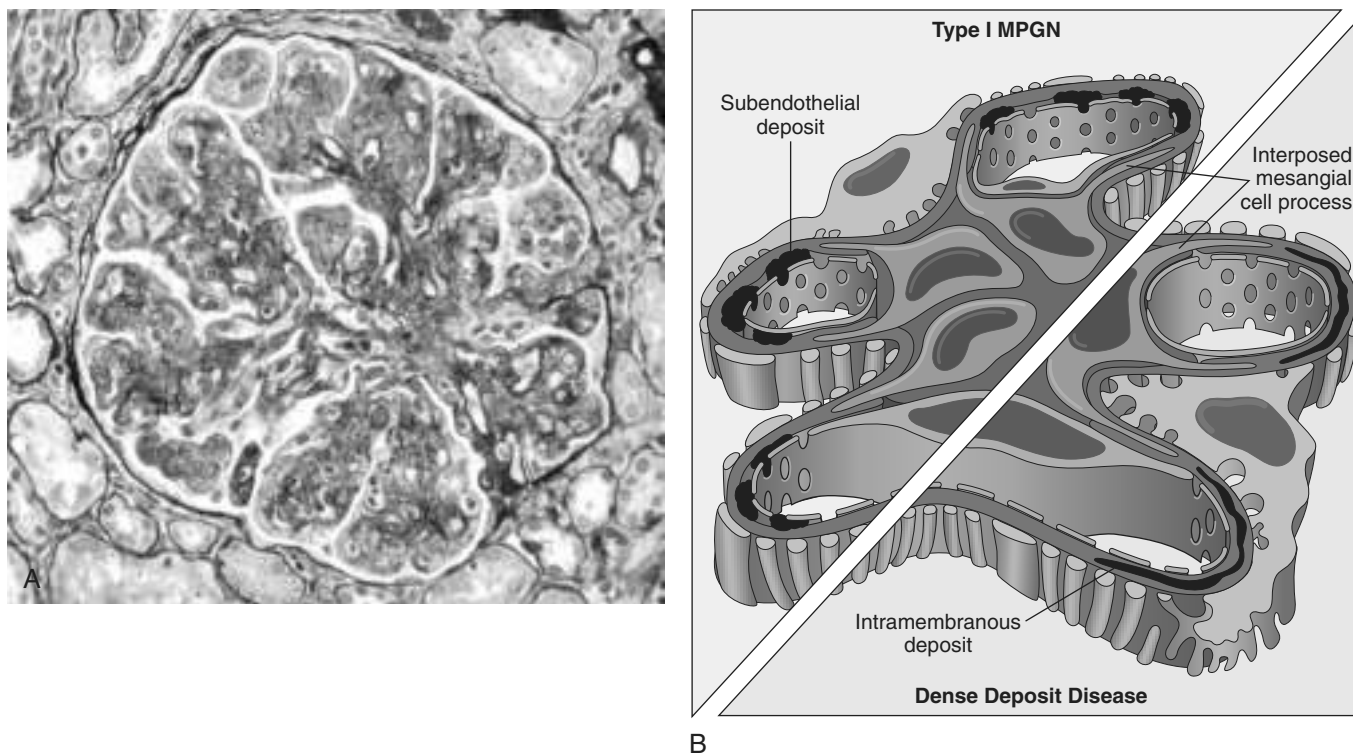 A
Type I MPGN
Subendothelial
deposit
Interposed
mesangial
cell process
Intramembranous
deposit
Dense Deposit Disease
B